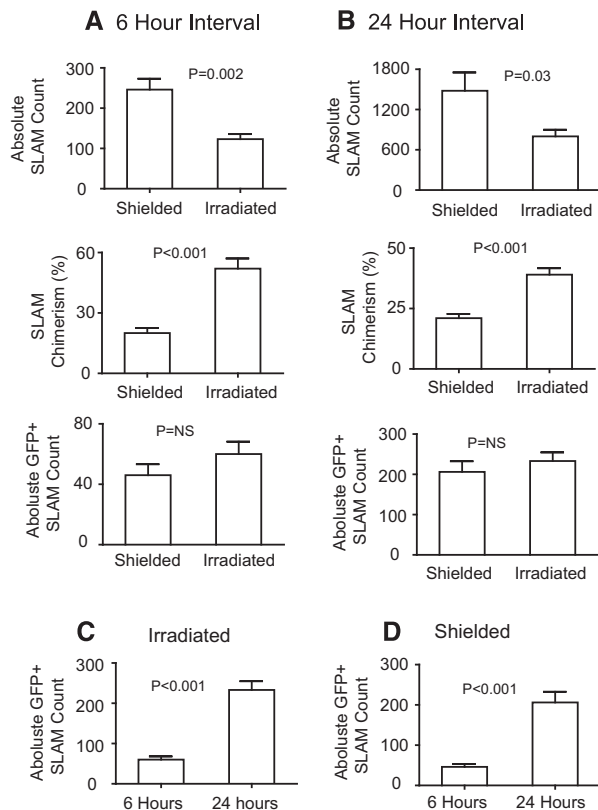 A 6 Hour Interval
Absolute
SLAM Count
300
200
100
0
P=0.002
Shielded Irradiated
SLAM
Chimerism (%)
60
30
0
P<0.001
Shielded Irradiated
Aboluste GFP+
SLAM Count
80
40
0
P=NS
Shielded Irradiated
B 24 Hour Interval
Absolute
SLAM Count
1800
1200
600
0
P=0.03
Shielded Irradiated
SLAM
Chimerism (%)
50
25
0
P<0.001
Shielded Irradiated
Aboluste GFP+
SLAM Count
300
200
100
0
P=NS
Shielded Irradiated
C Irradiated
Aboluste GFP+
SLAM Count
300
200
100
0
P<0.001
6 Hours 24 hours
D Shielded
Aboluste GFP+
SLAM Count
300
200
100
0
P<0.001
6 Hours 24 Hours